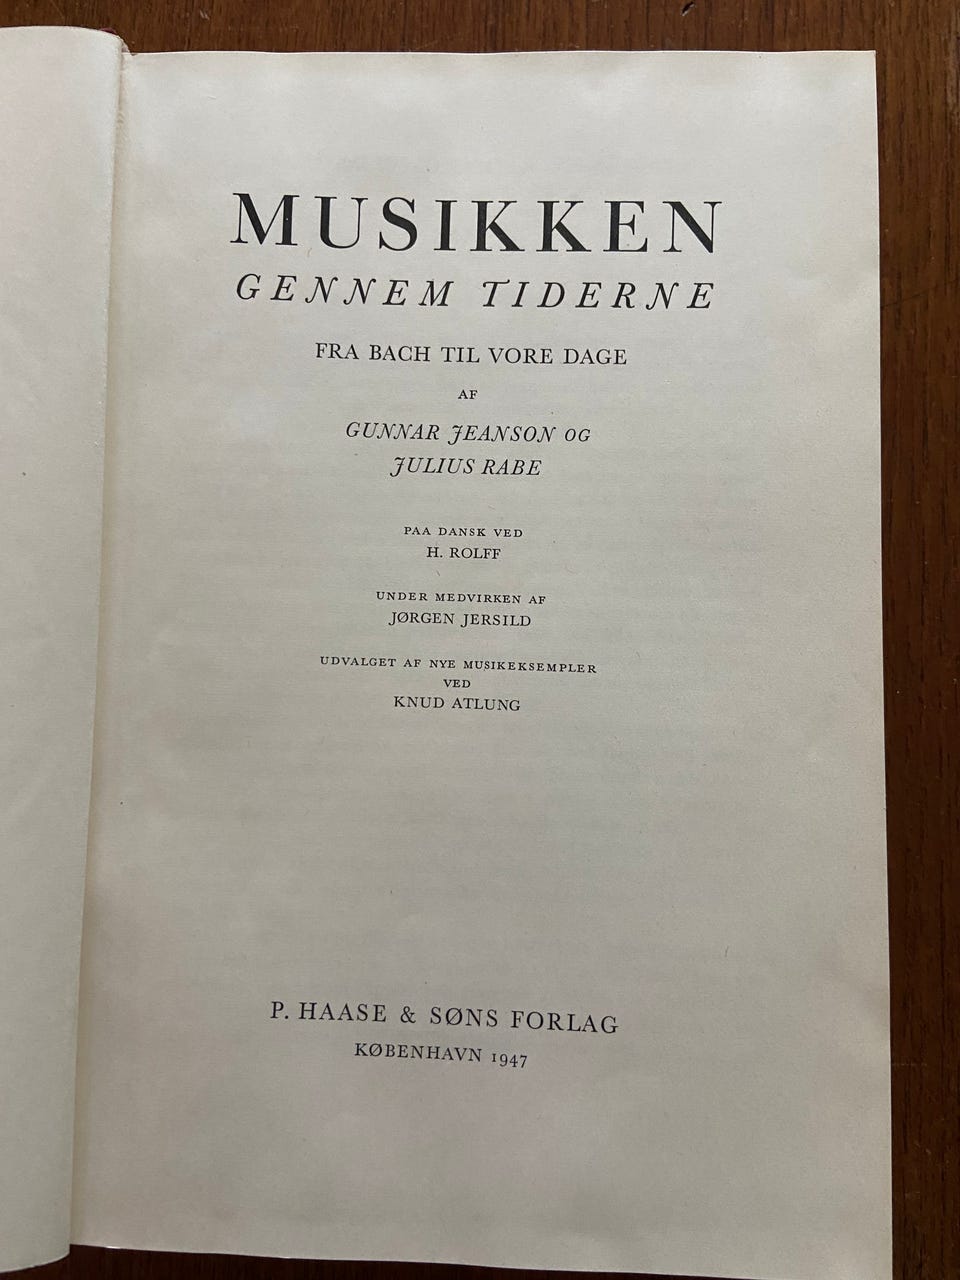 MUSIKKEN
GENNEM TIDERNE
FRA BACH TIL VORE DAGE
AF
GUNNAR JEANSON OG
JULIUS RABE
PAA DANSK VED
H. ROLFF
UNDER MEDVIRKEN AF
JØRGEN JERSILD
UDVALGET AF NYE MUSIKEKSEMPLER
VED
KNUD ATLUNG
P. HAASE & SØNS FORLAG
KØBENHAVN 1947